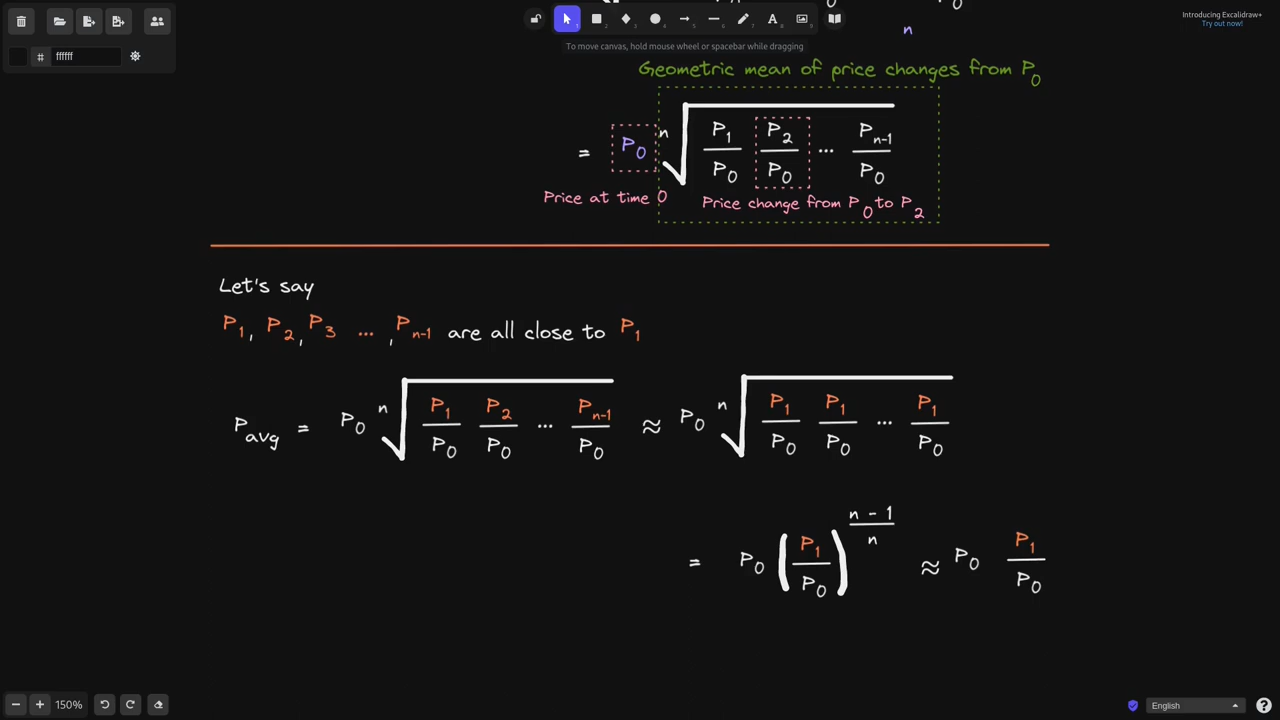 Introducing Excalidraw+
Try out now!
# ffffff
To move canvas, hold mouse wheel or spacebar while dragging
n
Geometric mean of price changes from P0
= P0 n√ P1/P0 P2/P0 ... Pn-1/P0
Price at time 0
Price change from P0 to P2
Let's say
P1, P2, P3 ... , Pn-1 are all close to P1
Pavg = P0 n√ P1/P0 P2/P0 ... Pn-1/P0 ≈ P0 n√ P1/P0 P1/P0 ... P1/P0
= P0 (P1/P0)^(n - 1)/n ≈ P0 P1/P0
150%
English